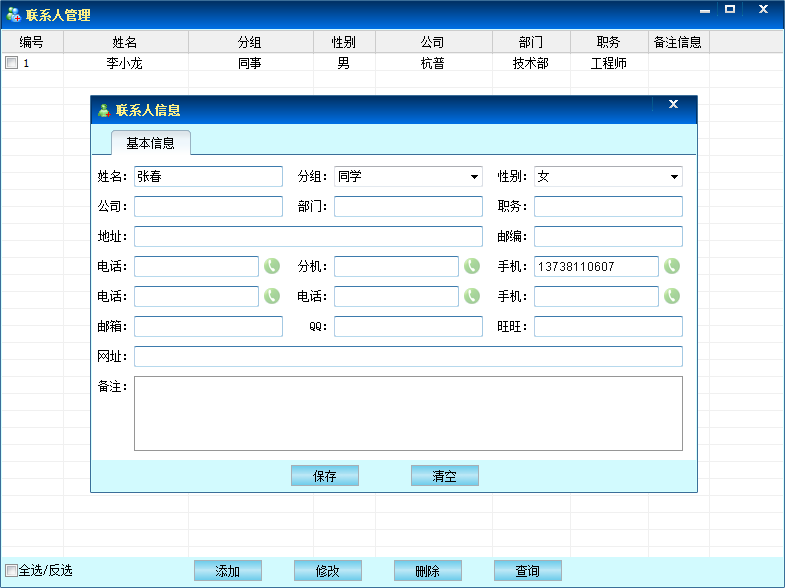 联系人管理
编号 姓名 分组 性别 公司 部门 职务 备注信息
1 李小龙 同事 男 杭普 技术部 工程师
联系人信息
基本信息
姓名: 张春 分组: 同学 性别: 女
公司: 部门: 职务:
地址: 邮编:
电话: 分机: 手机: 13738110607
电话: 电话: 手机:
邮箱: QQ: 旺旺:
网址:
备注:
保存 清空
全选/反选 添加 修改 删除 查询